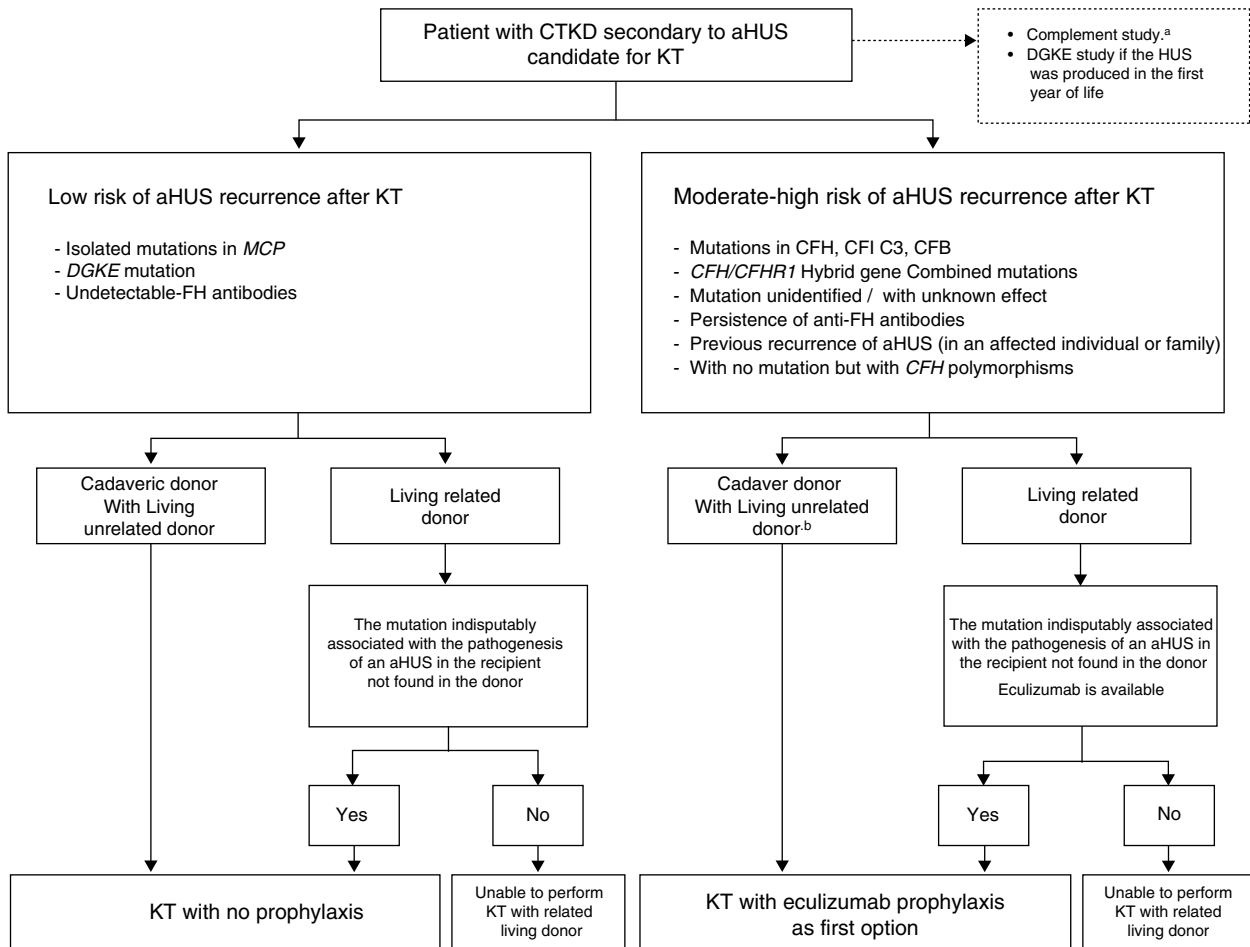 Patient with CTKD secondary to aHUS
candidate for KT
• Complement study.a
• DGKE study if the HUS
was produced in the first
year of life
Low risk of aHUS recurrence after KT
- Isolated mutations in MCP
- DGKE mutation
- Undetectable-FH antibodies
Moderate-high risk of aHUS recurrence after KT
- Mutations in CFH, CFI C3, CFB
- CFH/CFHR1 Hybrid gene Combined mutations
- Mutation unidentified / with unknown effect
- Persistence of anti-FH antibodies
- Previous recurrence of aHUS (in an affected individual or family)
- With no mutation but with CFH polymorphisms
Cadaveric donor
With Living
unrelated donor
Living related
donor
Cadaver donor
With Living unrelated
donor.b
Living related
donor
The mutation indisputably
associated with the pathogenesis
of an aHUS in the recipient
not found in the donor
The mutation indisputably associated
with the pathogenesis of an aHUS in
the recipient not found in the donor
Eculizumab is available
Yes
No
Yes
No
KT with no prophylaxis
Unable to perform
KT with related
living donor
KT with eculizumab prophylaxis
as first option
Unable to perform
KT with related
living donor